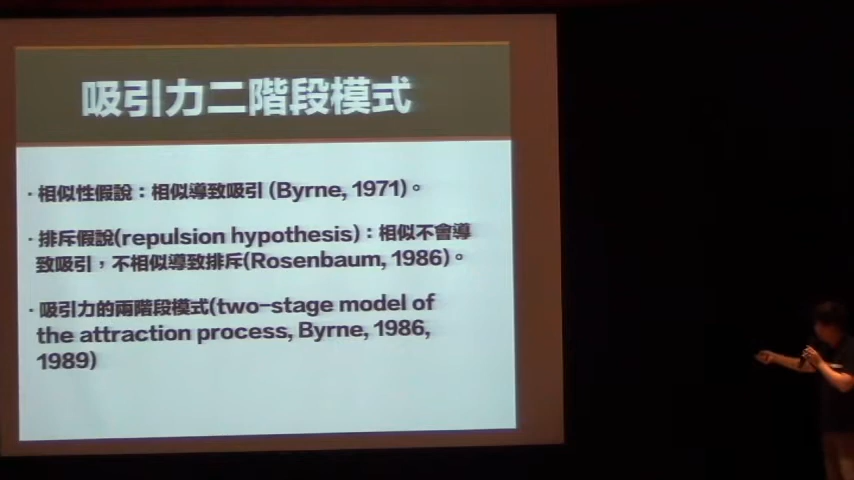 吸引力二階段模式
·相似性假說：相似導致吸引 (Byrne, 1971)。
·排斥假說(repulsion hypothesis)：相似不會導
致吸引，不相似導致排斥(Rosenbaum, 1986)。
·吸引力的兩階段模式(two-stage model of
the attraction process, Byrne, 1986,
1989)